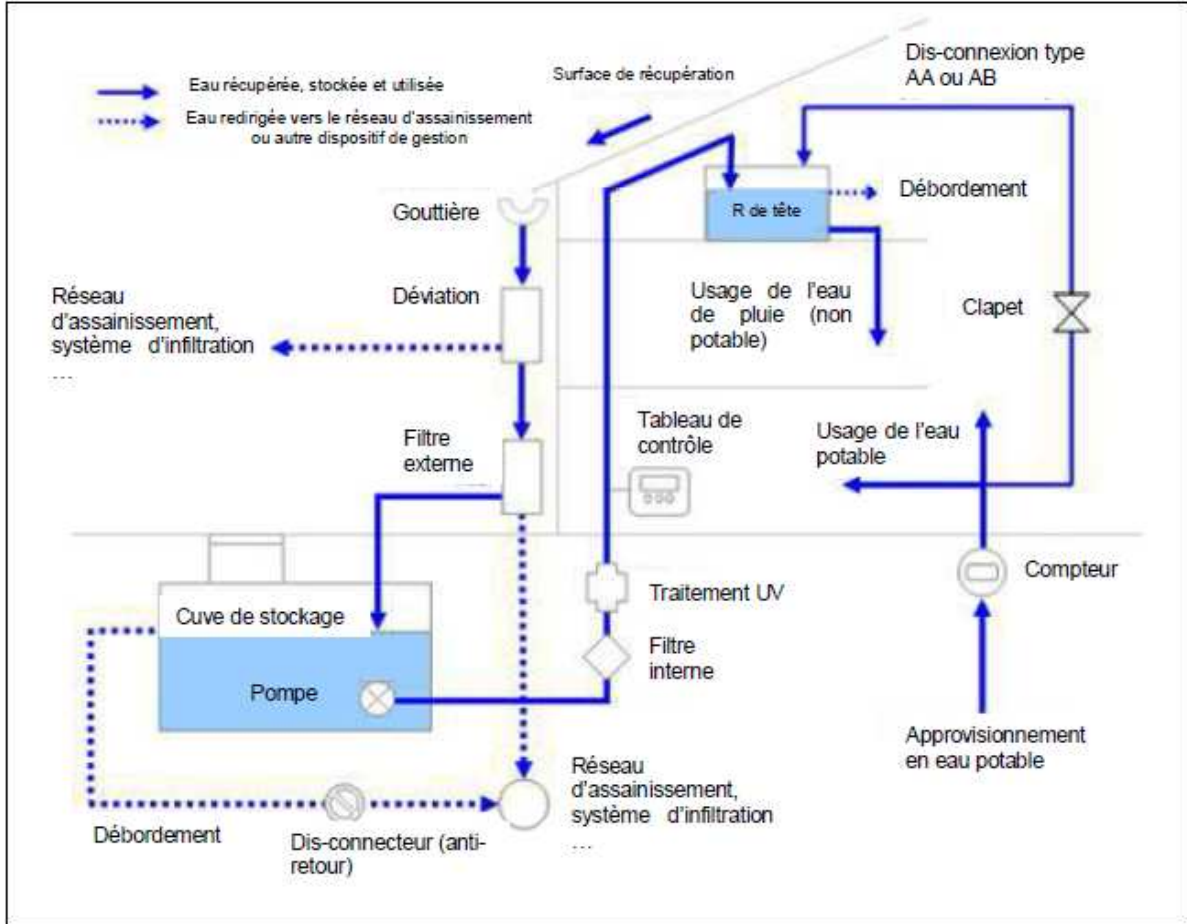 Dis-connexion type
AA ou AB
Surface de récupération
Eau récupérée, stockée et utilisée
Eau redirigée vers le réseau d'assainissement
ou autre dispositif de gestion
Gouttière
R de tête
Débordement
Réseau
d'assainissement,
système d'infiltration
...
Déviation
Usage de l'eau
de pluie (non
potable)
Clapet
Filtre
externe
Tableau de
contrôle
Usage de l'eau
potable
Compteur
Traitement UV
Cuve de stockage
Filtre
interne
Pompe
Approvisionnement
en eau potable
Réseau
d'assainissement,
système d'infiltration
...
Débordement
Dis-connecteur (anti-
retour)